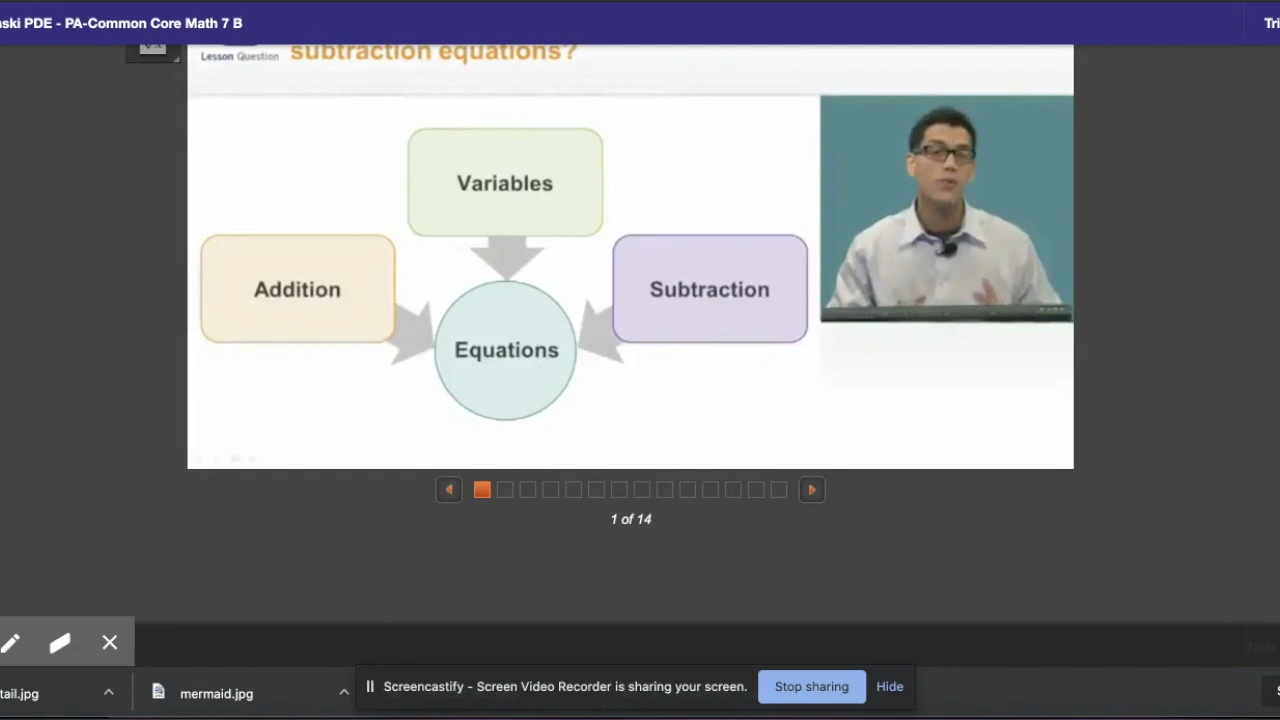 ski PDE - PA-Common Core Math 7 B
Tri
Lesson Question
subtraction equations?
Variables
Addition
Subtraction
Equations
1 of 14
Next
tail.jpg
mermaid.jpg
Screencastify - Screen Video Recorder is sharing your screen.
Stop sharing
Hide
S